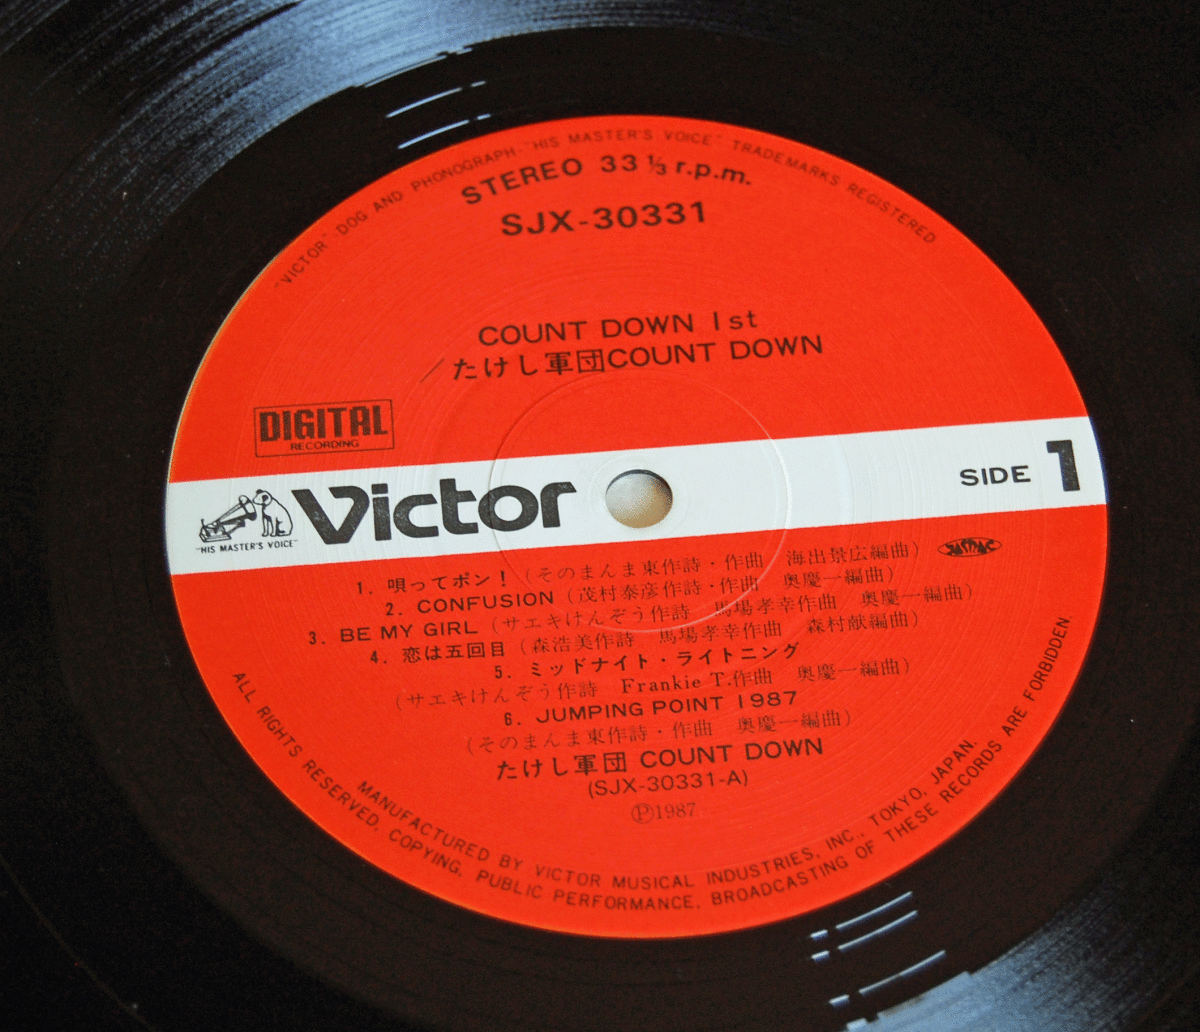 "VICTOR" DOG AND PHONOGRAPH-"HIS MASTER'S VOICE" TRADEMARKS REGISTERED
STEREO 33 1/3 r.p.m.
SJX-30331
COUNT DOWN 1st
／たけし軍団COUNT DOWN
DIGITAL
RECORDING
"HIS MASTER'S VOICE"
Victor
SIDE 1
1. 唄ってポン！(そのまんま東作詩・作曲　海出景広編曲)
JASRAC
2. CONFUSION (茂村泰彦作詩・作曲　奥慶一編曲)
3. BE MY GIRL (サエキけんぞう作詩　馬場孝幸作曲　奥慶一編曲)
4. 恋は五回目 (森浩美作詩　馬場孝幸作曲　森村献編曲)
5. ミッドナイト・ライトニング
(サエキけんぞう作詩　Frankie T.作曲　奥慶一編曲)
6. JUMPING POINT 1987
(そのまんま東作詩・作曲　奥慶一編曲)
たけし軍団 COUNT DOWN
(SJX-30331-A)
Ⓟ1987
MANUFACTURED BY VICTOR MUSICAL INDUSTRIES, INC., TOKYO, JAPAN.
ALL RIGHTS RESERVED. COPYING, PUBLIC PERFORMANCE, BROADCASTING OF THESE RECORDS ARE FORBIDDEN